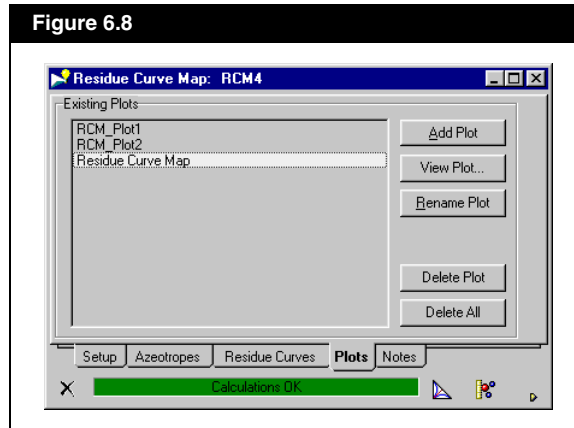 Figure 6.8
Residue Curve Map: RCM4
Existing Plots
RCM_Plot1
RCM_Plot2
Residue Curve Map
Add Plot
View Plot...
Rename Plot
Delete Plot
Delete All
Setup Azeotropes Residue Curves Plots Notes
Calculations OK